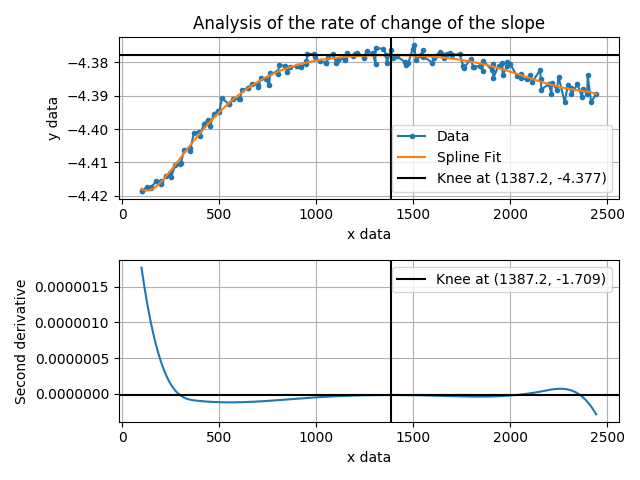 Analysis of the rate of change of the slope
−4.38
−4.39
−4.40
−4.41
−4.42
y data
Data
Spline Fit
Knee at (1387.2, -4.377)
0
500
1000
1500
2000
2500
x data
0.0000015
0.0000010
0.0000005
0.0000000
Second derivative
Knee at (1387.2, -1.709)
0
500
1000
1500
2000
2500
x data